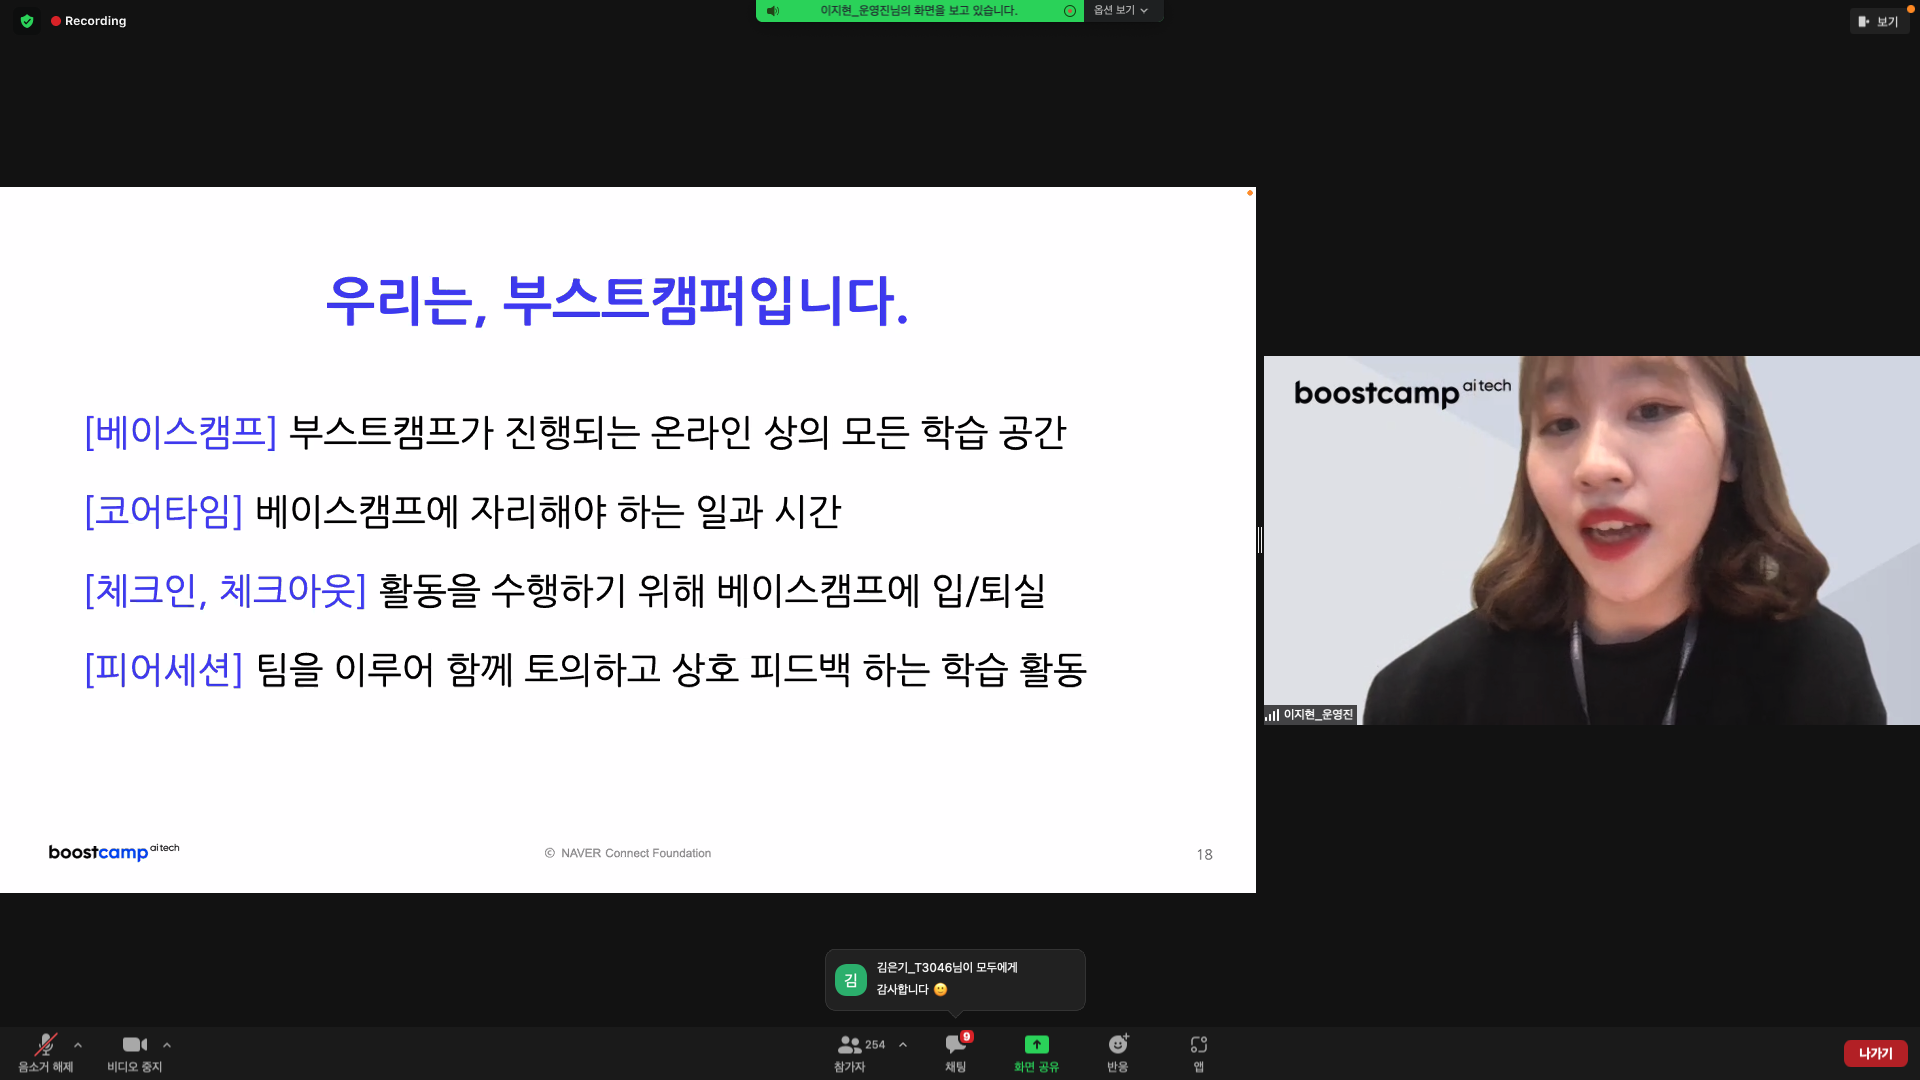 Recording
이지현_운영진님의 화면을 보고 있습니다.
옵션 보기
보기
우리는, 부스트캠퍼입니다.
[베이스캠프] 부스트캠프가 진행되는 온라인 상의 모든 학습 공간
[코어타임] 베이스캠프에 자리해야 하는 일과 시간
[체크인, 체크아웃] 활동을 수행하기 위해 베이스캠프에 입/퇴실
[피어세션] 팀을 이루어 함께 토의하고 상호 피드백 하는 학습 활동
boostcamp ai tech
© NAVER Connect Foundation
18
boostcamp ai tech
이지현_운영진
김
김은기_T3046님이 모두에게
감사합니다 🙂
음소거 해제
비디오 중지
254
참가자
9
채팅
화면 공유
반응
앱
나가기